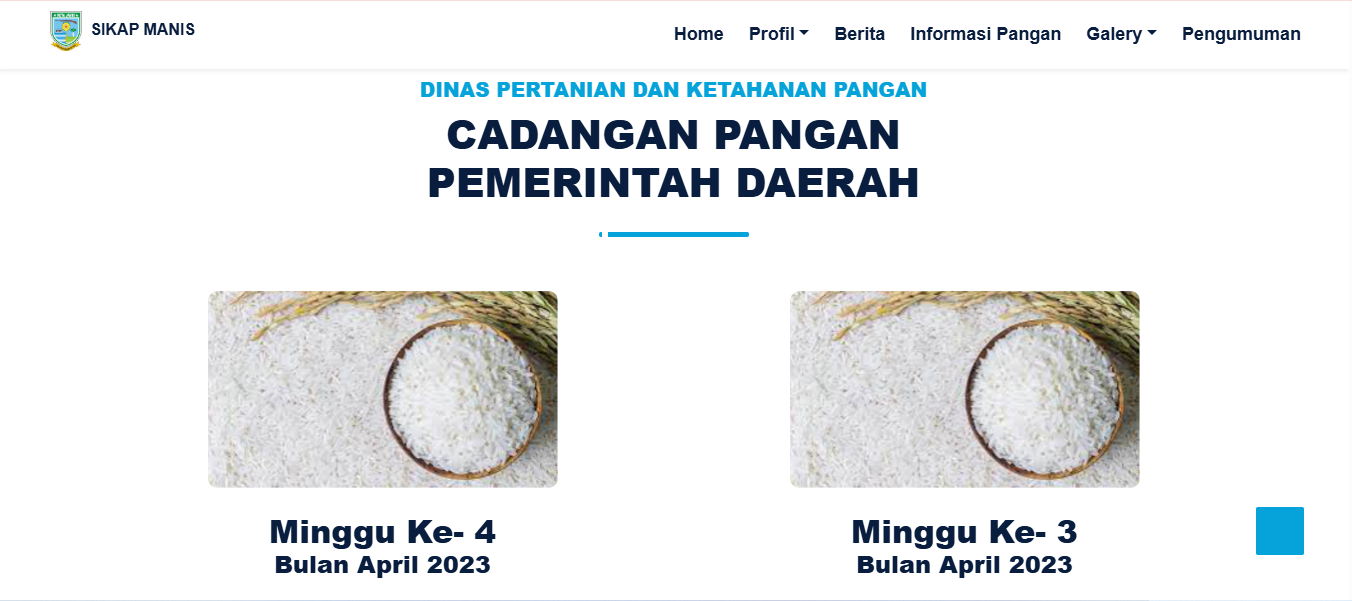 SIKAP MANIS
Home Profil Berita Informasi Pangan Galery Pengumuman
DINAS PERTANIAN DAN KETAHANAN PANGAN
CADANGAN PANGAN
PEMERINTAH DAERAH
Minggu Ke- 4
Bulan April 2023
Minggu Ke- 3
Bulan April 2023